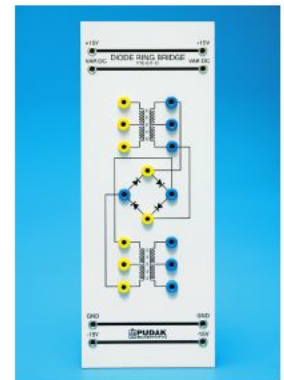 +15V +15V
DIODE RING BRIDGE
VAR DC VAR DC
GND GND
-15V -15V
PUDAK